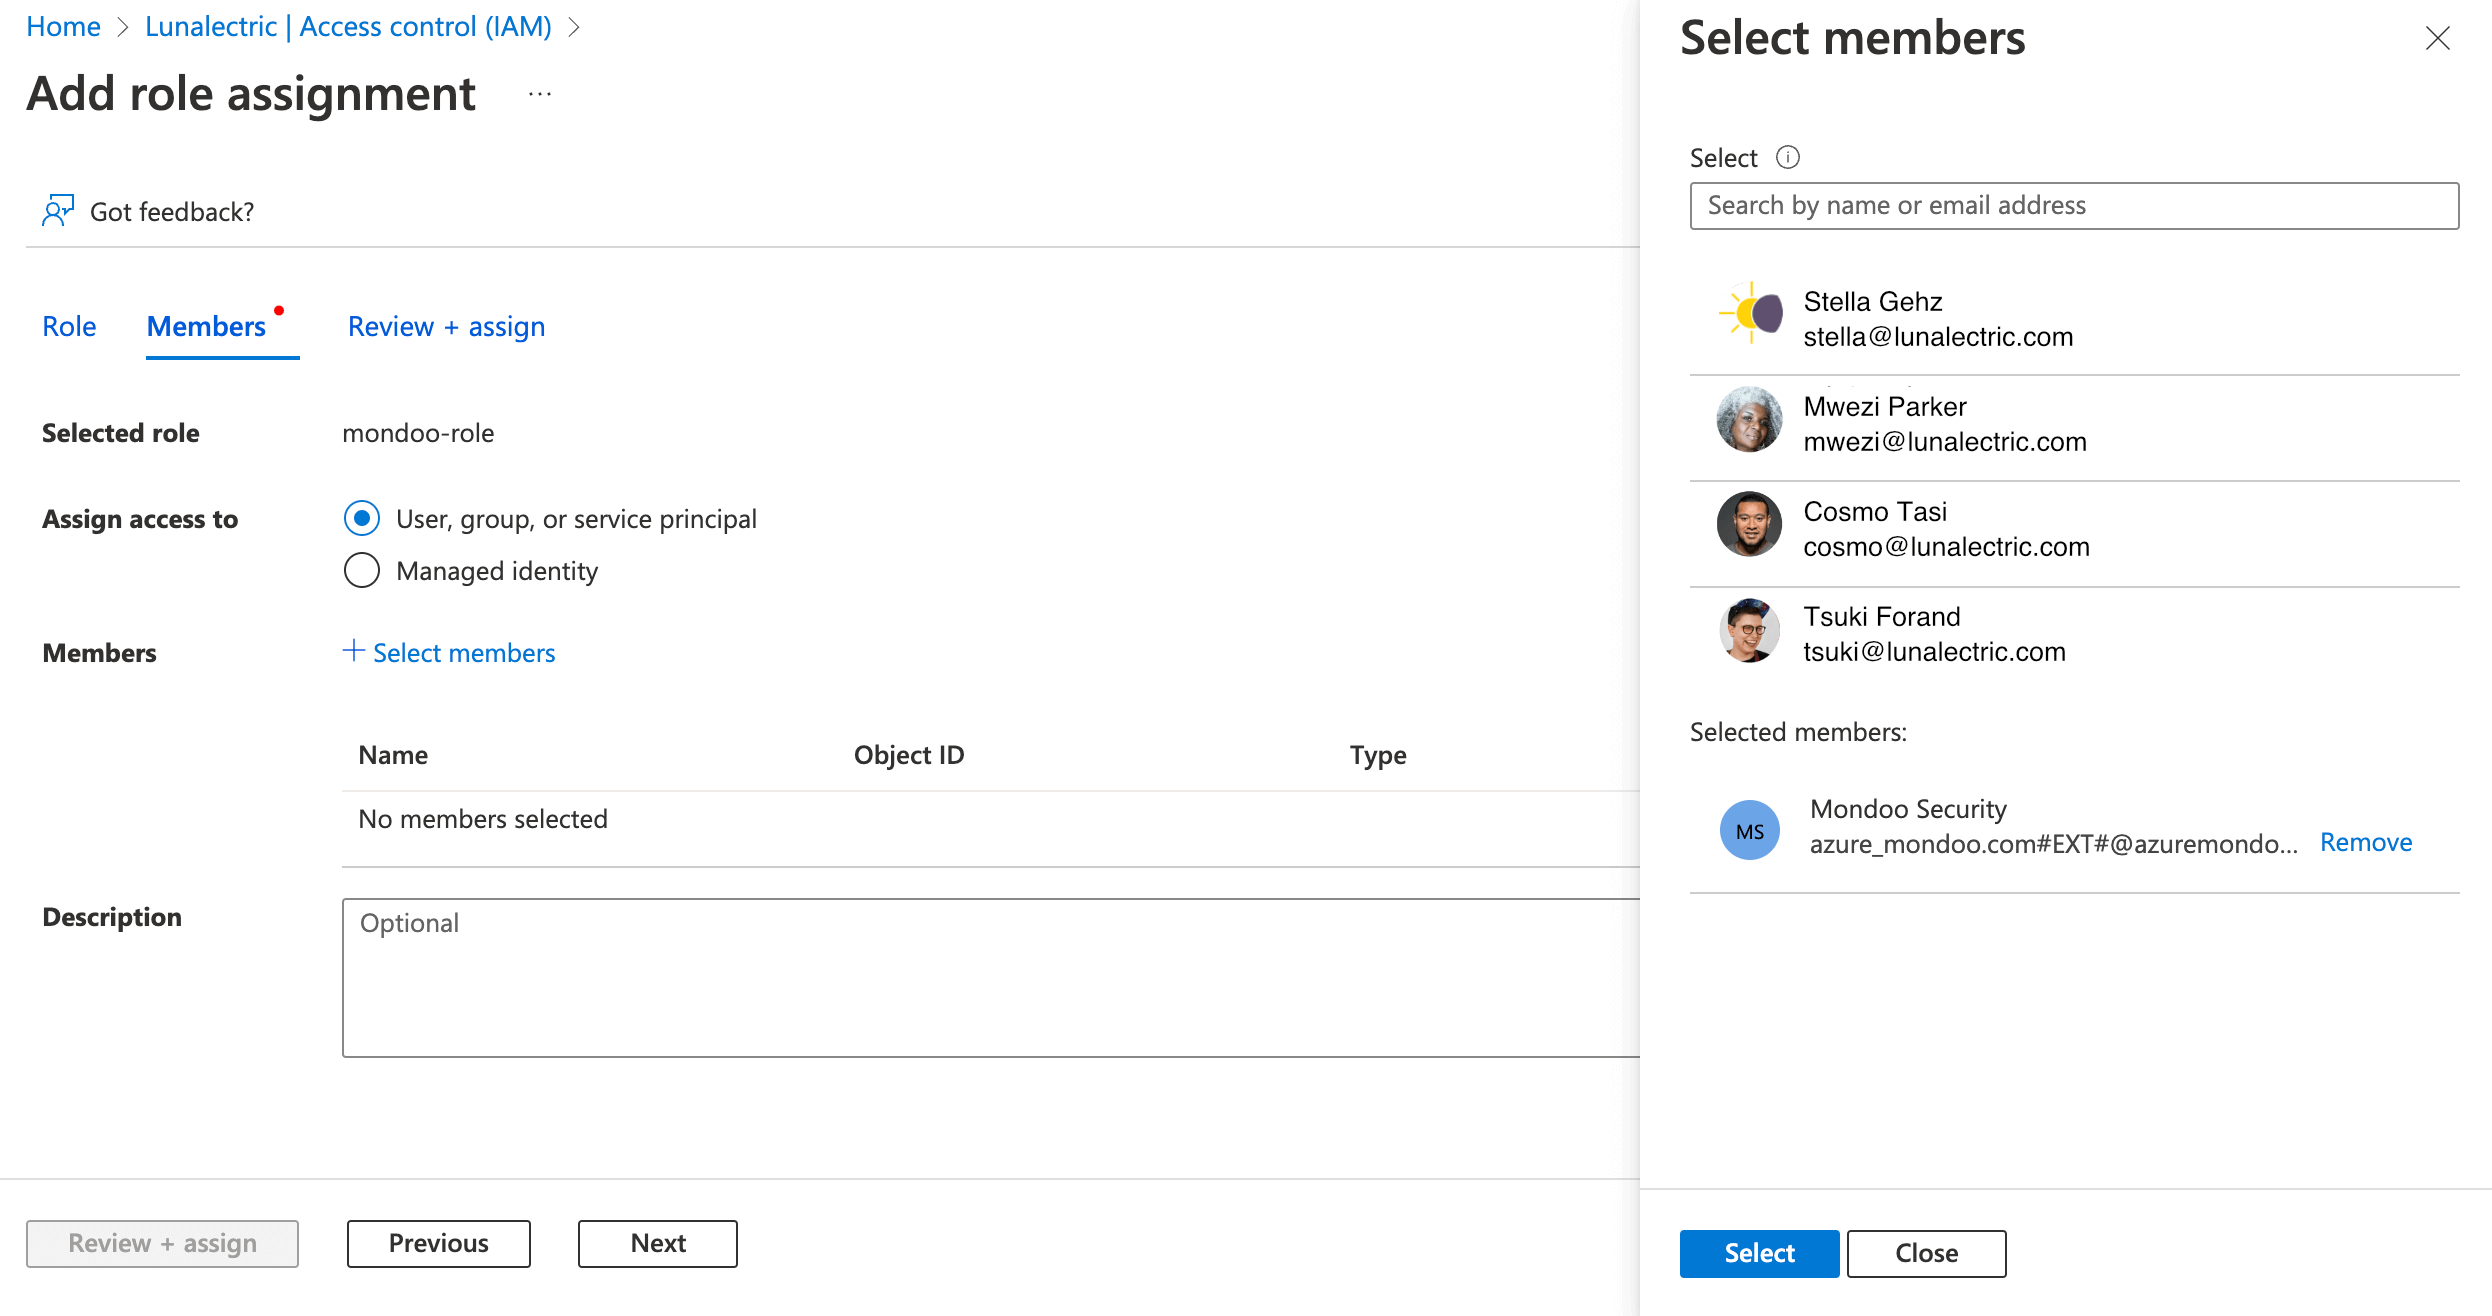 Home > Lunalectric | Access control (IAM) >
Add role assignment ...
Got feedback?
Role Members Review + assign
Selected role mondoo-role
Assign access to User, group, or service principal
Managed identity
Members + Select members
Name Object ID Type
No members selected
Description Optional
Review + assign Previous Next
Select members
Select
Search by name or email address
Stella Gehz
stella@lunalectric.com
Mwezi Parker
mwezi@lunalectric.com
Cosmo Tasi
cosmo@lunalectric.com
Tsuki Forand
tsuki@lunalectric.com
Selected members:
MS
Mondoo Security
azure_mondoo.com#EXT#@azuremondo... Remove
Select Close